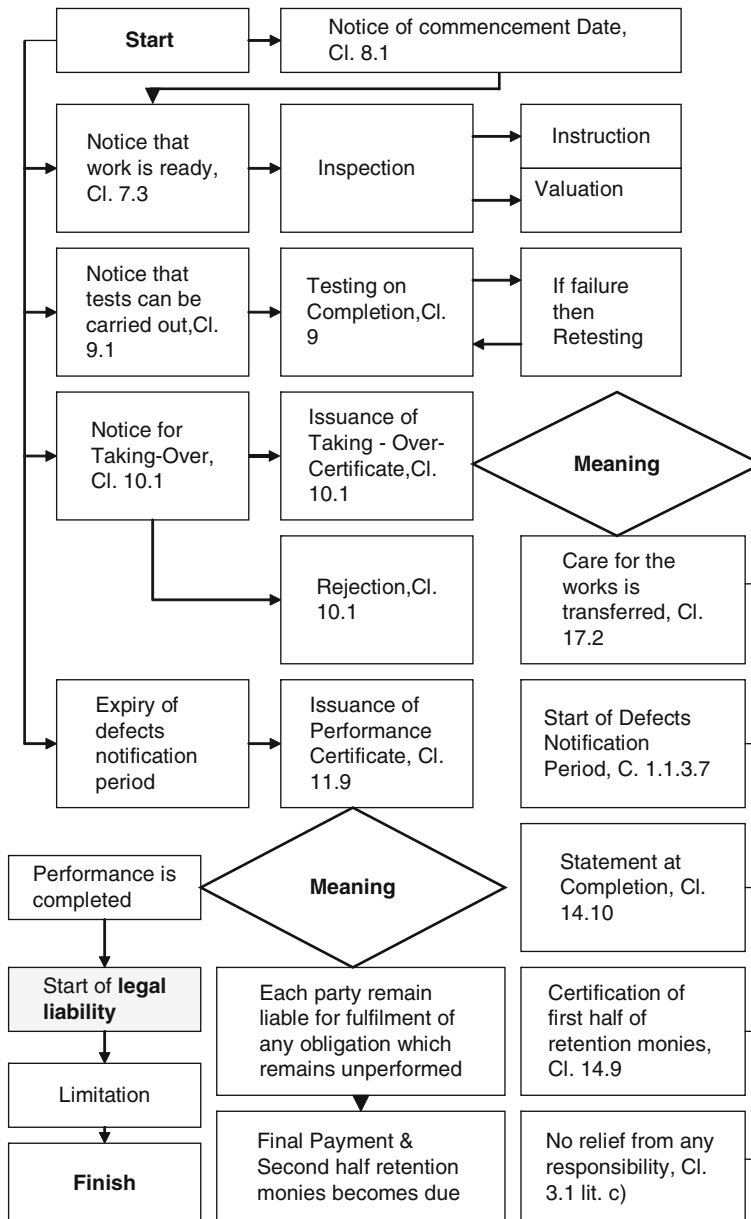 Start
Notice of commencement Date,
Cl. 8.1
Notice that
work is ready,
Cl. 7.3
Inspection
Instruction
Valuation
Notice that
tests can be
carried out,Cl.
9.1
Testing on
Completion,Cl.
9
If failure
then
Retesting
Notice for
Taking-Over,
Cl. 10.1
Issuance of
Taking - Over-
Certificate,Cl.
10.1
Meaning
Rejection,Cl.
10.1
Care for the
works is
transferred, Cl.
17.2
Expiry of
defects
notification
period
Issuance of
Performance
Certificate, Cl.
11.9
Start of Defects
Notification
Period, C. 1.1.3.7
Performance is
completed
Meaning
Statement at
Completion, Cl.
14.10
Start of legal
liability
Each party remain
liable for fulfilment of
any obligation which
remains unperformed
Certification of
first half of
retention monies,
Cl. 14.9
Limitation
Finish
Final Payment &
Second half retention
monies becomes due
No relief from any
responsibility, Cl.
3.1 lit. c)